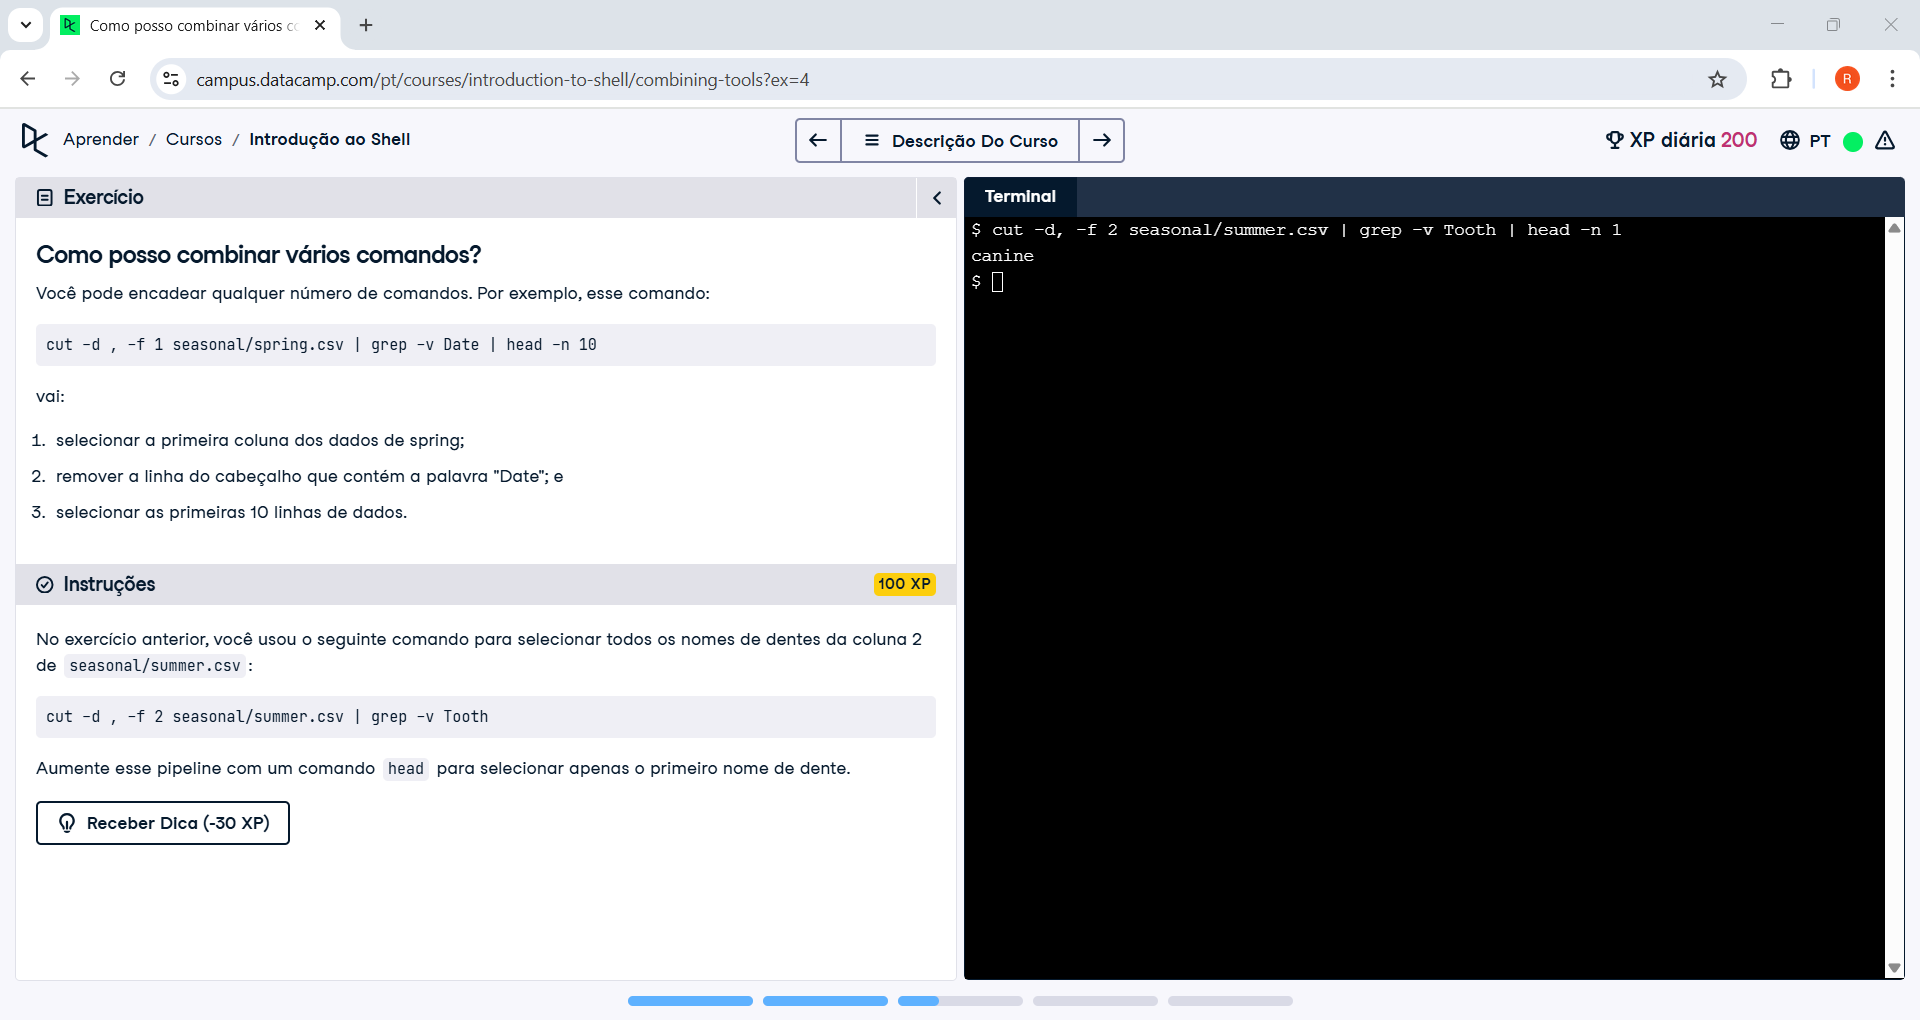 Como posso combinar vários co
campus.datacamp.com/pt/courses/introduction-to-shell/combining-tools?ex=4
R
Aprender / Cursos / Introdução ao Shell
Descrição Do Curso
XP diária 200
PT
Exercício
Como posso combinar vários comandos?
Você pode encadear qualquer número de comandos. Por exemplo, esse comando:
cut -d , -f 1 seasonal/spring.csv | grep -v Date | head -n 10
vai:
1. selecionar a primeira coluna dos dados de spring;
2. remover a linha do cabeçalho que contém a palavra "Date"; e
3. selecionar as primeiras 10 linhas de dados.
Instruções
100 XP
No exercício anterior, você usou o seguinte comando para selecionar todos os nomes de dentes da coluna 2
de seasonal/summer.csv:
cut -d , -f 2 seasonal/summer.csv | grep -v Tooth
Aumente esse pipeline com um comando head para selecionar apenas o primeiro nome de dente.
Receber Dica (-30 XP)
Terminal
$ cut -d, -f 2 seasonal/summer.csv | grep -v Tooth | head -n 1
canine
$